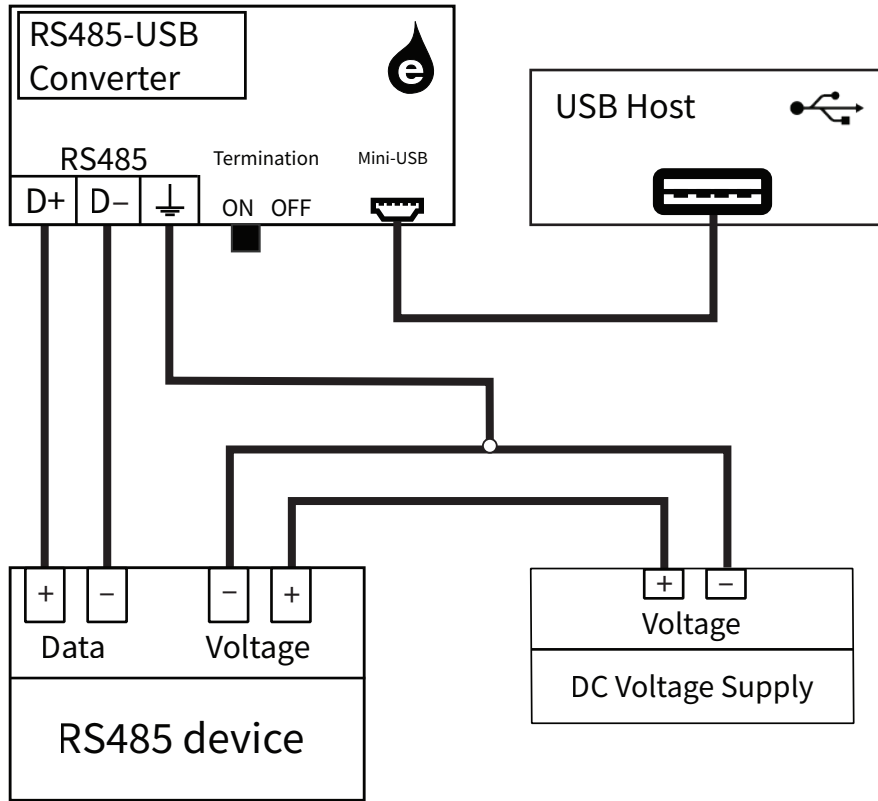 RS485-USB
Converter
e
USB Host
RS485
Termination
Mini-USB
D+ D–
ON OFF
+ – – +
Data Voltage
RS485 device
+ –
Voltage
DC Voltage Supply